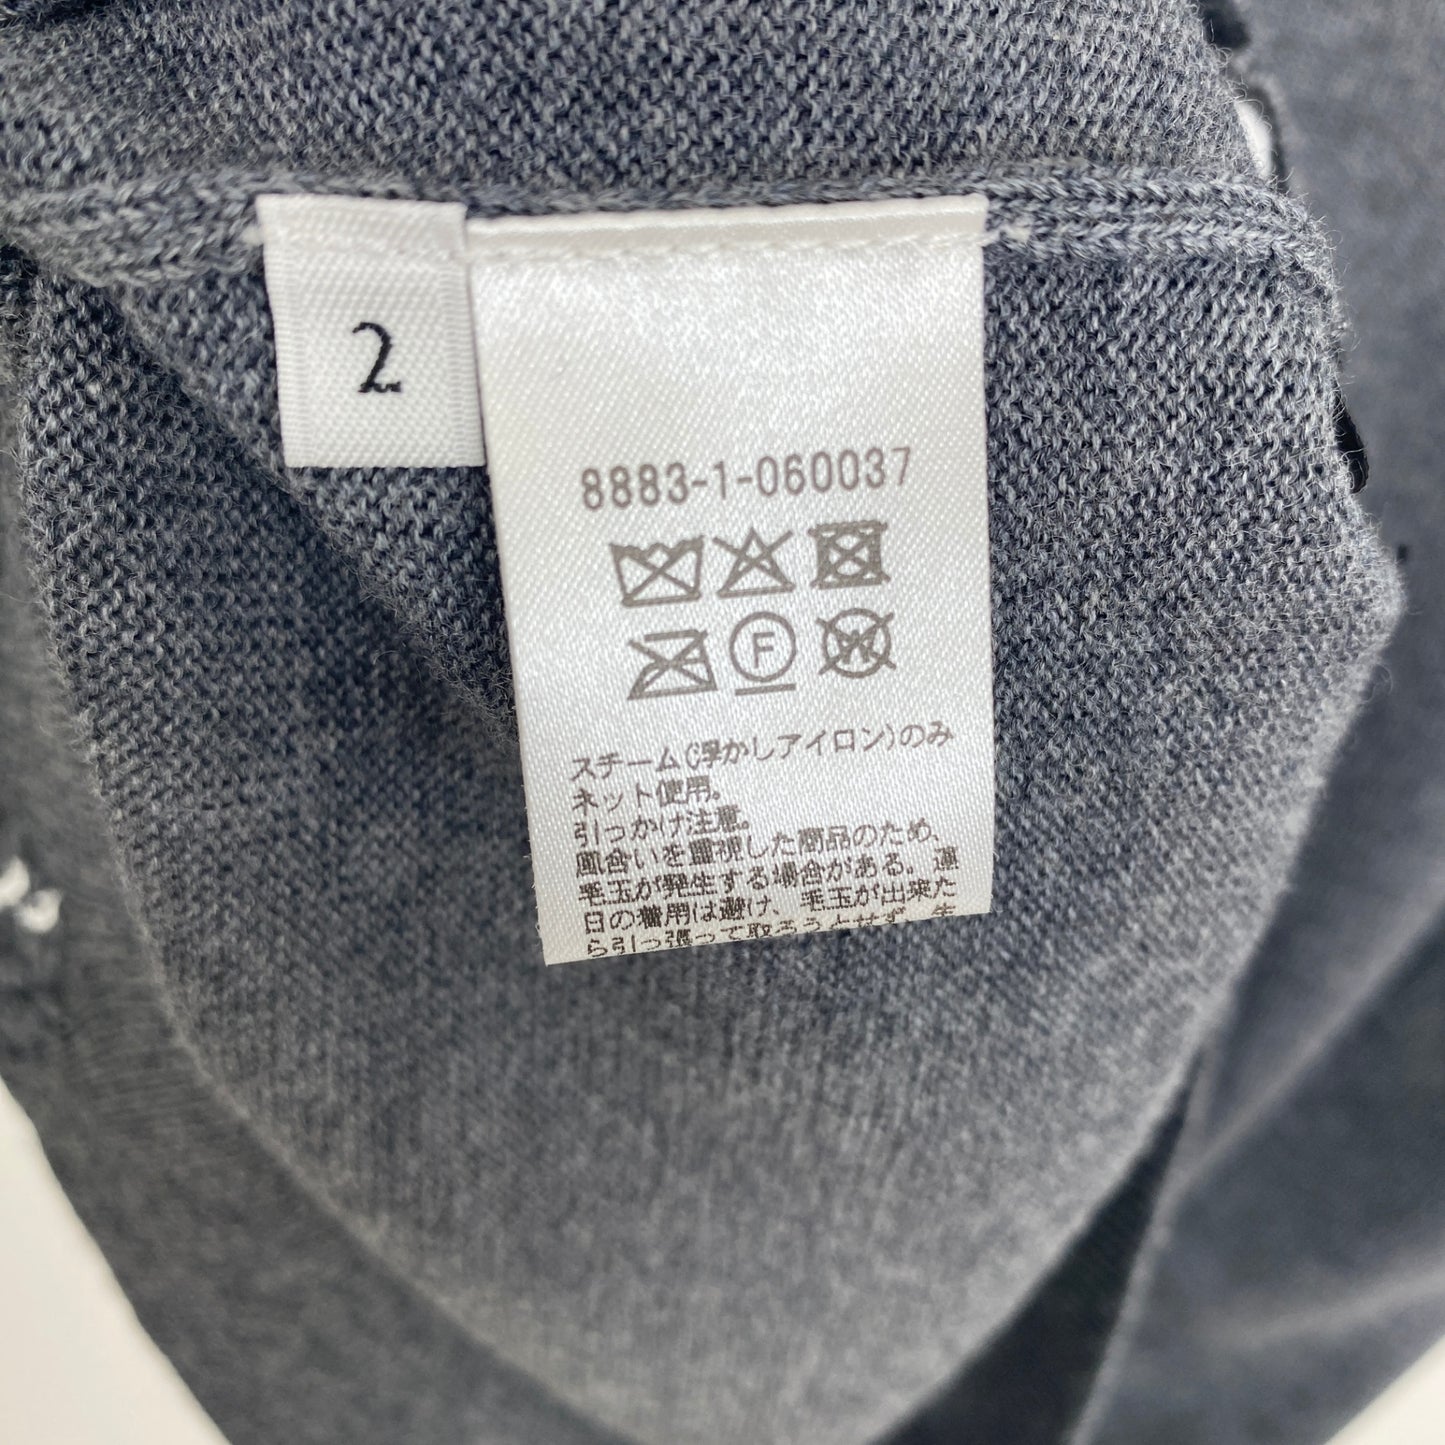 2
8883-1-060037
F
W
スチーム(浮かしアイロン)のみ
ネット使用。
引っかけ注意。
風合いを重視した商品のため、
毛玉が発生する場合がある。連
日の着用は避け、毛玉が出来た
ら引っ張って取ろうとせず、